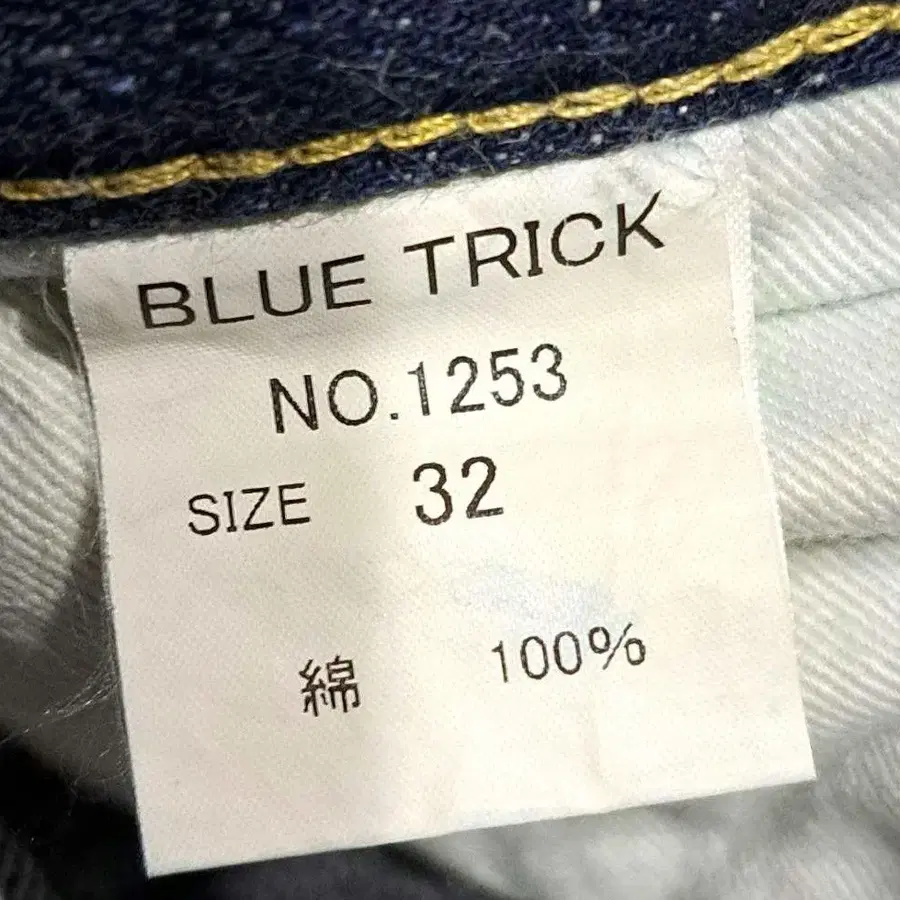 BLUE TRICK
NO.1253
SIZE 32
綿 100%